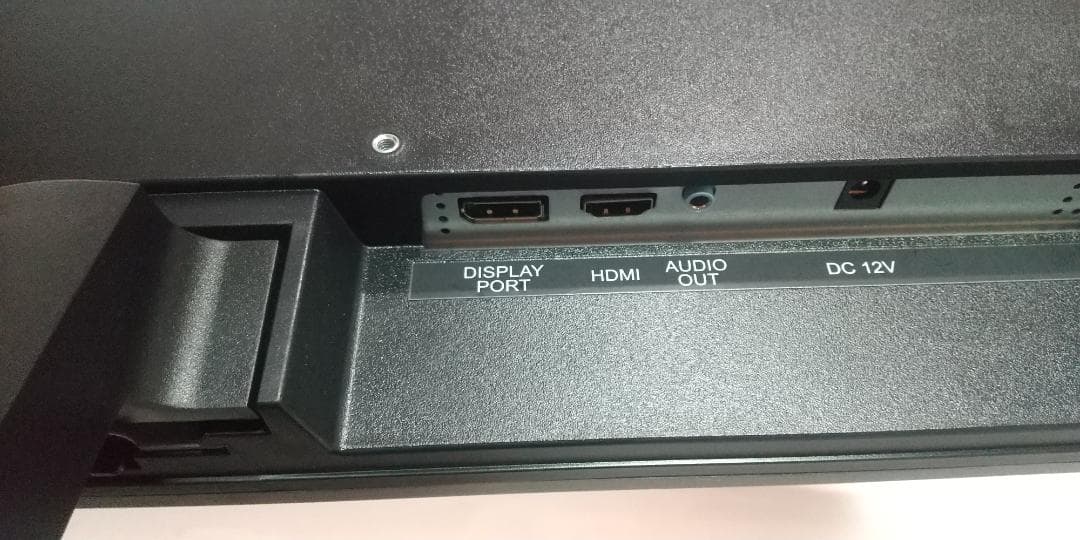 DISPLAY
PORT
HDMI
AUDIO
OUT
DC 12V